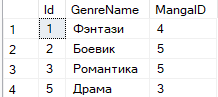 Id GenreName MangaID
1 1 Фэнтази 4
2 2 Боевик 5
3 3 Романтика 5
4 5 Драма 3